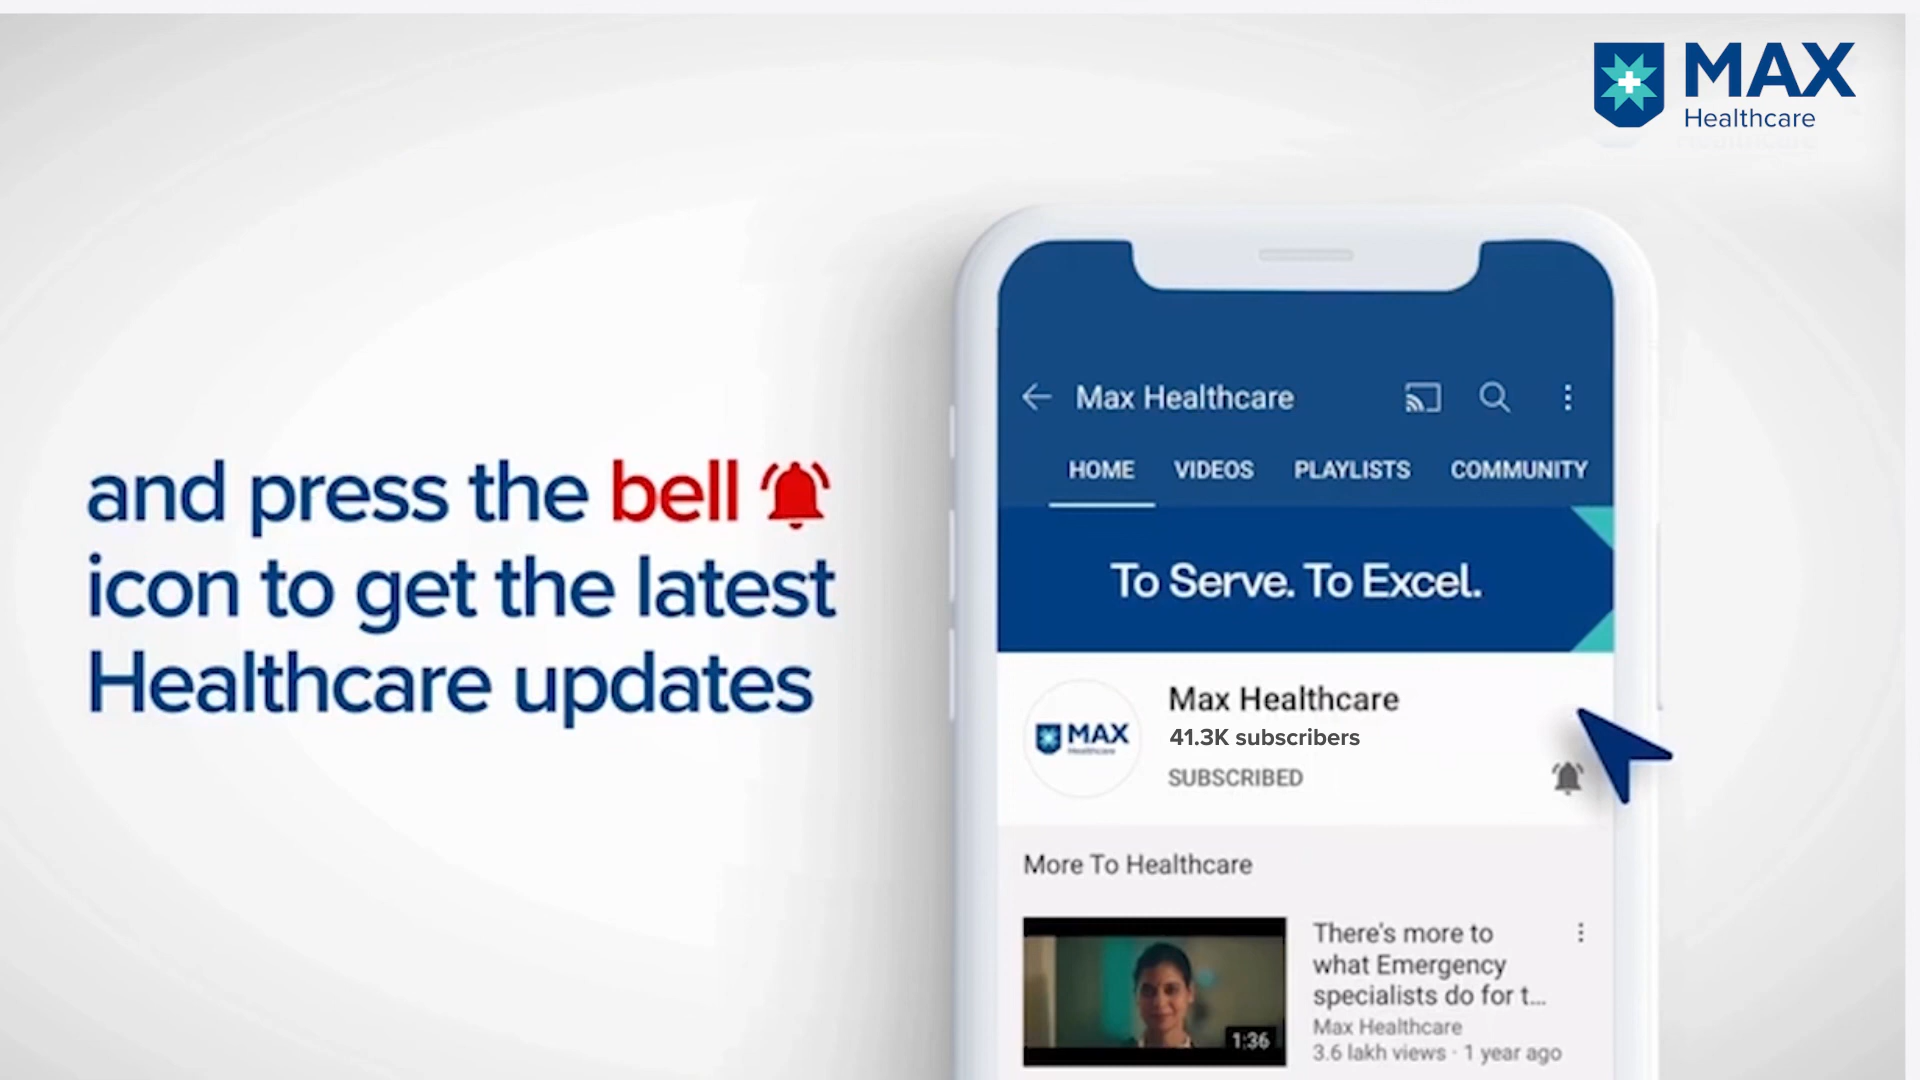 MAX
Healthcare
and press the bell
icon to get the latest
Healthcare updates
Max Healthcare
HOME VIDEOS PLAYLISTS COMMUNITY
To Serve. To Excel.
MAX
Healthcare
Max Healthcare
41.3K subscribers
SUBSCRIBED
More To Healthcare
There's more to
what Emergency
specialists do for t...
Max Healthcare
3.6 lakh views · 1 year ago
1:36